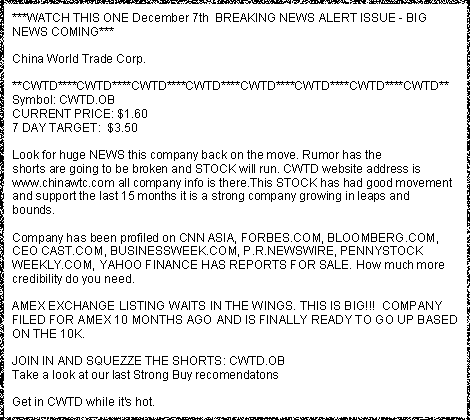 ***WATCH THIS ONE December 7th  BREAKING NEWS ALERT ISSUE - BIG
NEWS COMING***
China World Trade Corp.
**CWTD****CWTD****CWTD****CWTD****CWTD****CWTD****CWTD****CWTD**
Symbol: CWTD.OB
CURRENT PRICE: $1.60
7 DAY TARGET:  $3.50
Look for huge NEWS this company back on the move. Rumor has the
shorts are going to be broken and STOCK will run. CWTD website address is
www.chinawtc.com all company info is there.This STOCK has had good movement
and support the last 15 months it is a strong company growing in leaps and
bounds.
Company has been profiled on CNN ASIA, FORBES.COM, BLOOMBERG.COM,
CEO CAST.COM, BUSINESSWEEK.COM, P.R.NEWSWIRE, PENNYSTOCK
WEEKLY.COM, YAHOO FINANCE HAS REPORTS FOR SALE. How much more
credibility do you need.
AMEX EXCHANGE LISTING WAITS IN THE WINGS. THIS IS BIG!!!  COMPANY
FILED FOR AMEX 10 MONTHS AGO AND IS FINALLY READY TO GO UP BASED
ON THE 10K.
JOIN IN AND SQUEZZE THE SHORTS: CWTD.OB
Take a look at our last Strong Buy recomendatons
Get in CWTD while it's hot.